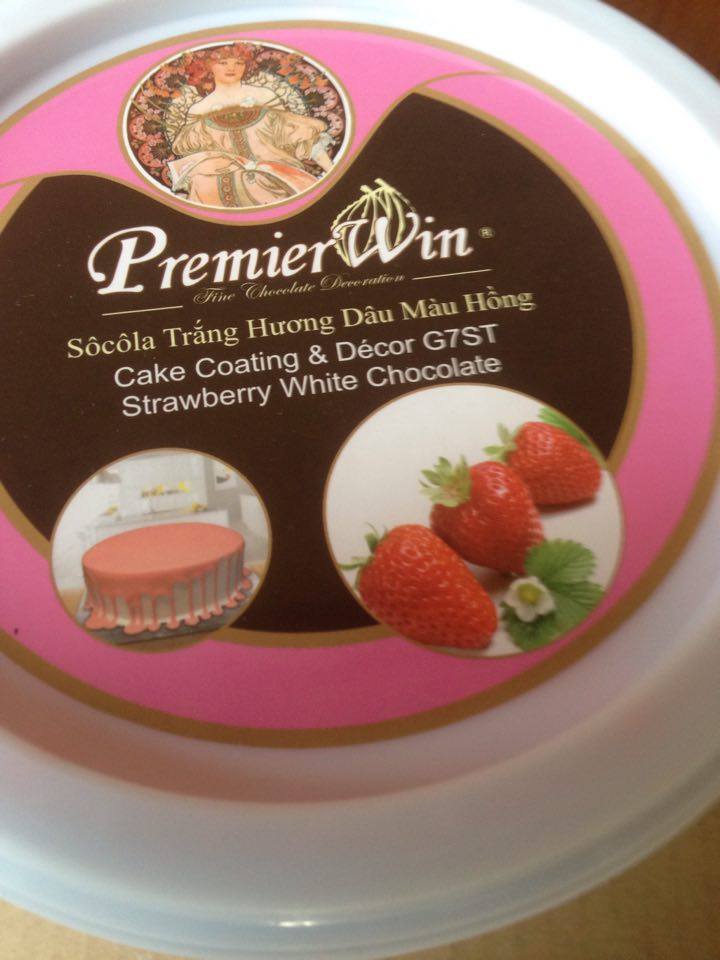 PremierWin ®
Fine Chocolate Decoration
Sôcôla Trắng Hương Dâu Màu Hồng
Cake Coating & Décor G7ST
Strawberry White Chocolate